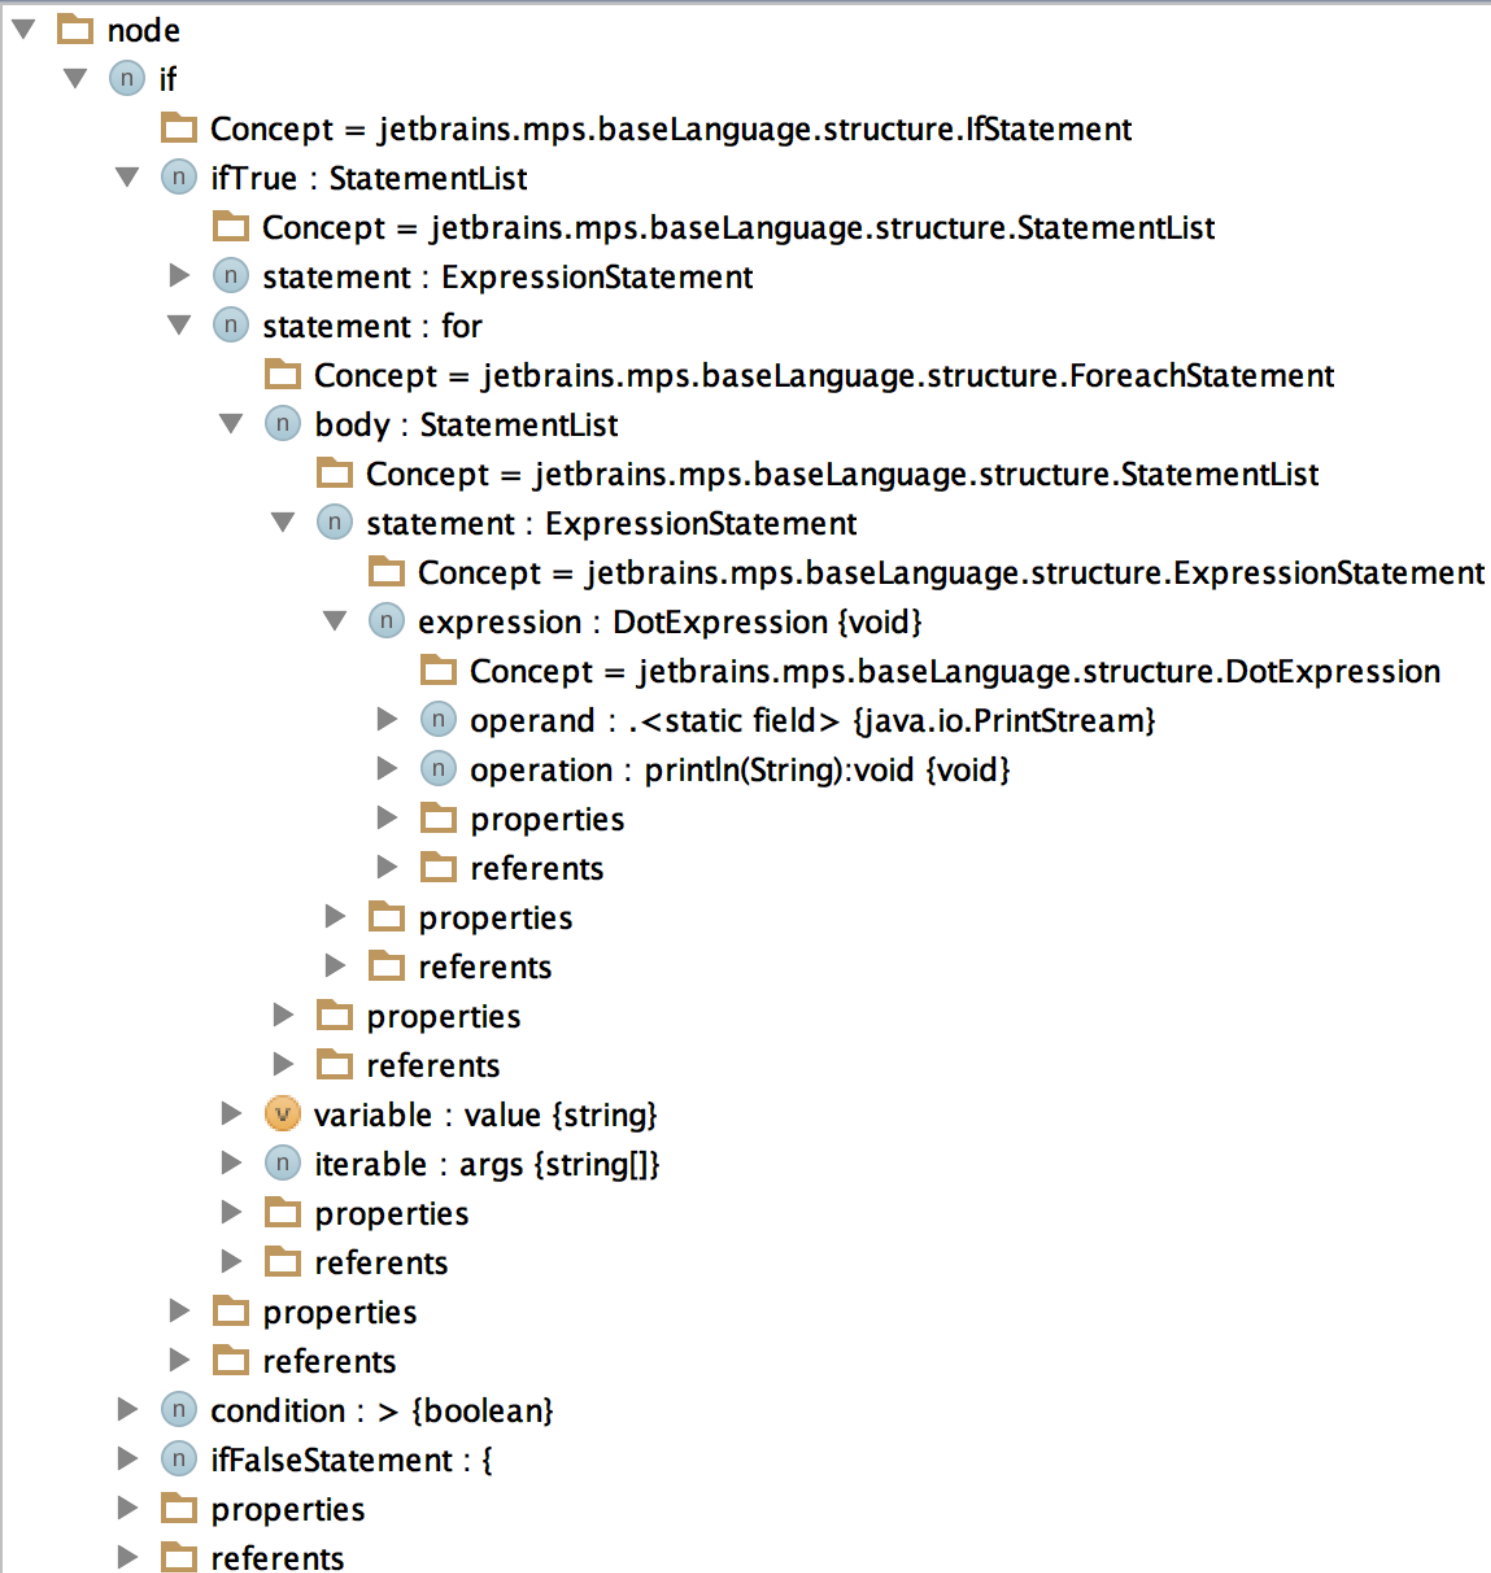 node
n if
Concept = jetbrains.mps.baseLanguage.structure.IfStatement
n ifTrue : StatementList
Concept = jetbrains.mps.baseLanguage.structure.StatementList
n statement : ExpressionStatement
n statement : for
Concept = jetbrains.mps.baseLanguage.structure.ForeachStatement
n body : StatementList
Concept = jetbrains.mps.baseLanguage.structure.StatementList
n statement : ExpressionStatement
Concept = jetbrains.mps.baseLanguage.structure.ExpressionStatement
n expression : DotExpression {void}
Concept = jetbrains.mps.baseLanguage.structure.DotExpression
n operand : .<static field> {java.io.PrintStream}
n operation : println(String):void {void}
properties
referents
properties
referents
properties
referents
v variable : value {string}
n iterable : args {string[]}
properties
referents
properties
referents
n condition : > {boolean}
n ifFalseStatement : {
properties
referents